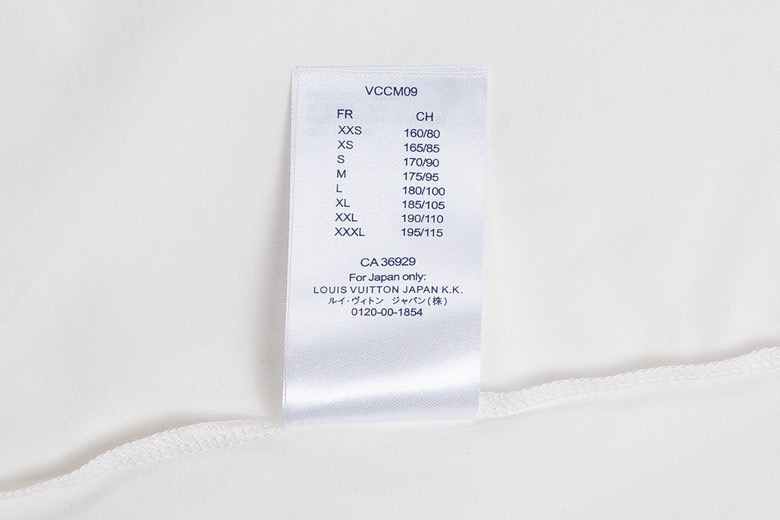 VCCM09
FR CH
XXS 160/80
XS 165/85
S 170/90
M 175/95
L 180/100
XL 185/105
XXL 190/110
XXXL 195/115
CA 36929
For Japan only:
LOUIS VUITTON JAPAN K.K.
ルイ・ヴィトン ジャパン(株)
0120-00-1854